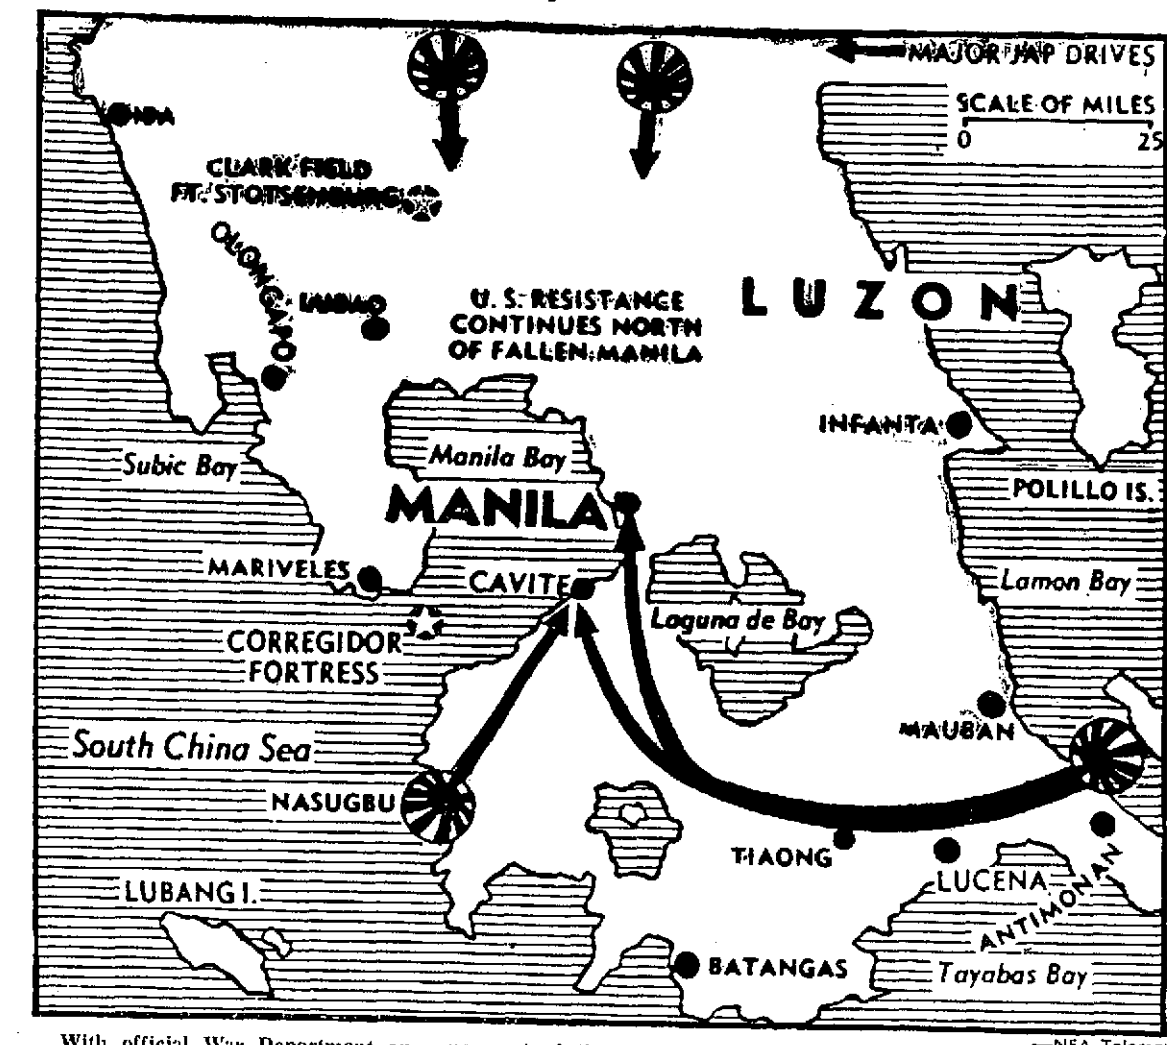 MAJOR JAP DRIVES
SCALE OF MILES
0 25
IBA
CLARK FIELD
FT. STOTSENBURG
OLONGAPO
LUBAO
U. S. RESISTANCE
CONTINUES NORTH
OF FALLEN MANILA
LUZON
INFANTA
Subic Bay
Manila Bay
MANILA
POLILLO IS.
MARIVELES
CAVITE
Lamon Bay
Laguna de Bay
CORREGIDOR
FORTRESS
MAUBAN
South China Sea
NASUGBU
TIAONG
LUCENA
ANTIMONAN
LUBANG I.
BATANGAS
Tayabas Bay
With official War Department
—NEA